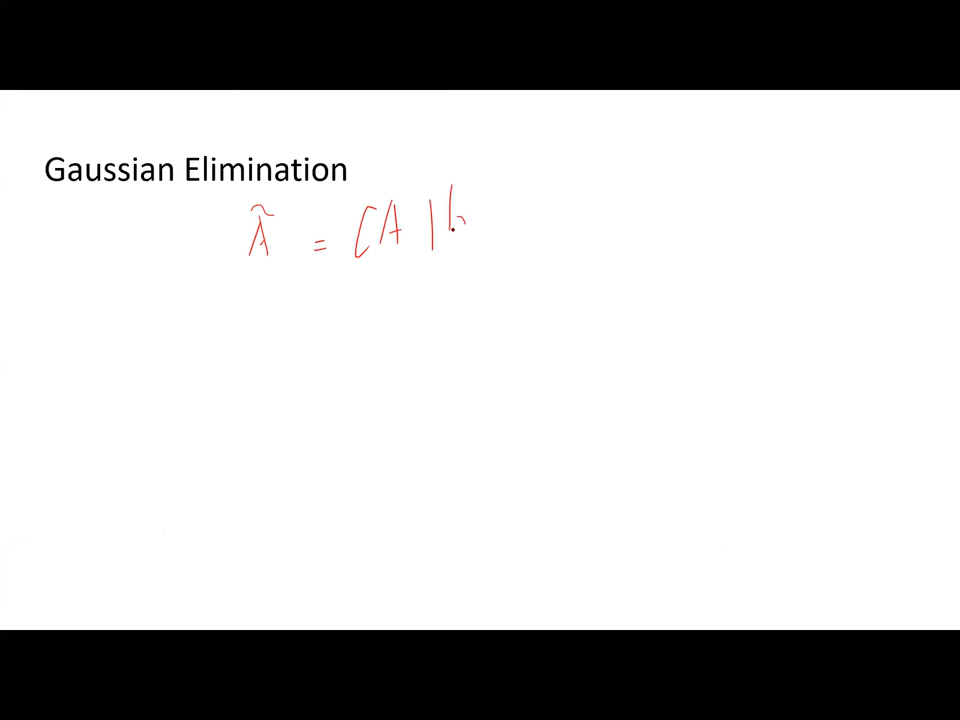 Gaussian Elimination
Ã = [A | b